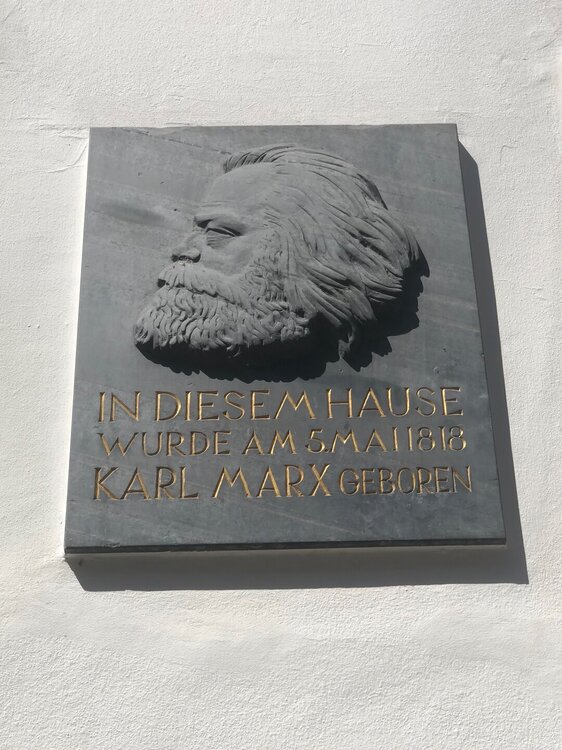 IN DIESEM HAUSE
WURDE AM 5.MAI 1818
KARL MARX GEBOREN